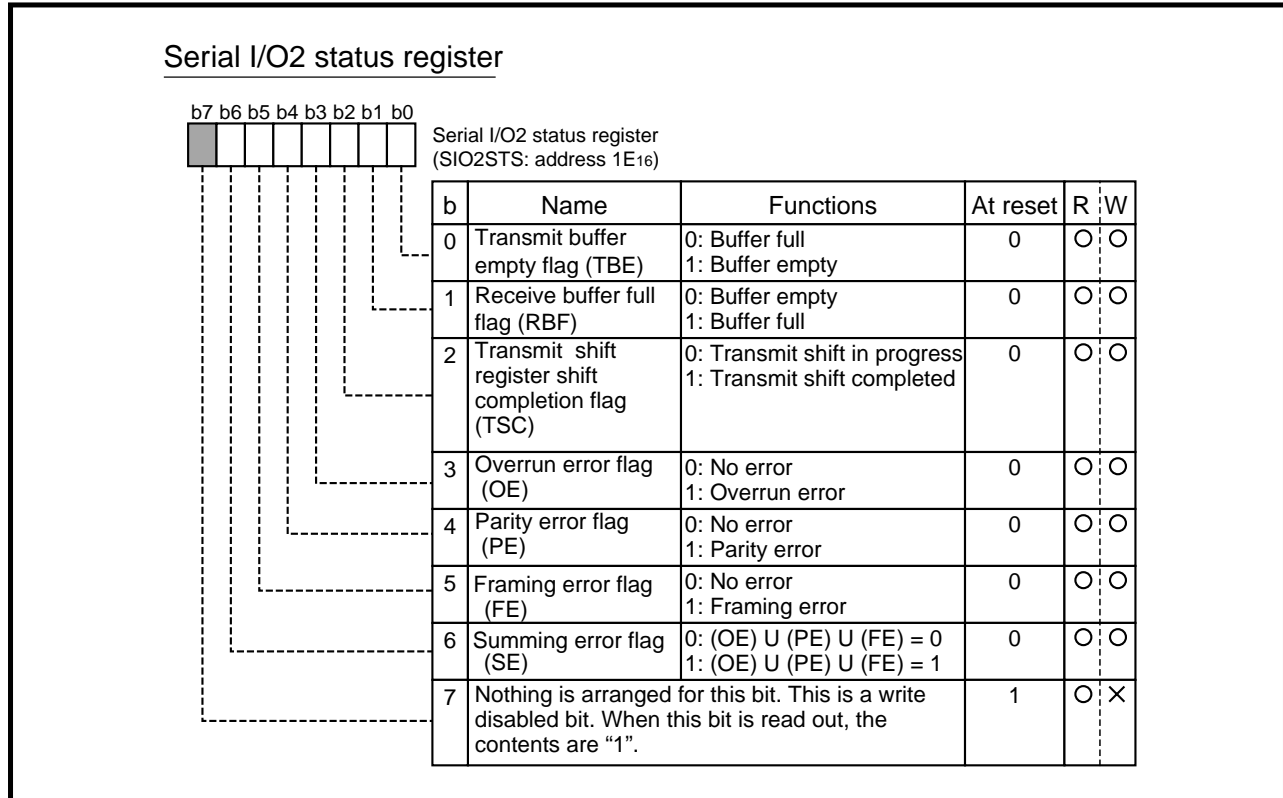 Serial I/O2 status register
b7 b6 b5 b4 b3 b2 b1 b0
Serial I/O2 status register
(SIO2STS: address 1E16)
b Name Functions At reset R W
0 Transmit buffer 0: Buffer full 0 O O
empty flag (TBE) 1: Buffer empty
1 Receive buffer full 0: Buffer empty 0 O O
flag (RBF) 1: Buffer full
2 Transmit shift 0: Transmit shift in progress 0 O O
register shift 1: Transmit shift completed
completion flag
(TSC)
3 Overrun error flag 0: No error 0 O O
(OE) 1: Overrun error
4 Parity error flag 0: No error 0 O O
(PE) 1: Parity error
5 Framing error flag 0: No error 0 O O
(FE) 1: Framing error
6 Summing error flag 0: (OE) U (PE) U (FE) = 0 0 O O
(SE) 1: (OE) U (PE) U (FE) = 1
7 Nothing is arranged for this bit. This is a write 1 O ×
disabled bit. When this bit is read out, the
contents are “1”.